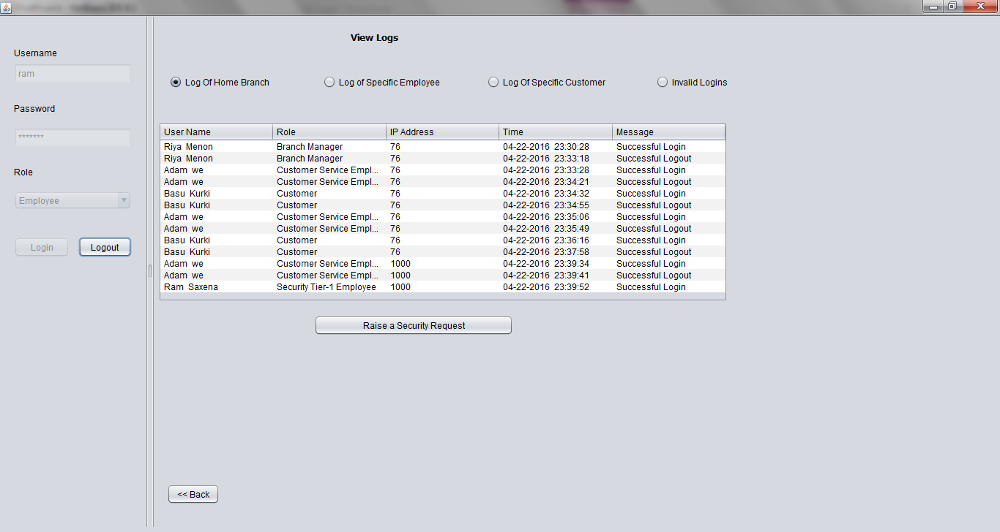 View Logs
Username
ram
Password
*******
Role
Employee
Login Logout
Log Of Home Branch Log of Specific Employee Log Of Specific Customer Invalid Logins
User Name Role IP Address Time Message
Riya Menon Branch Manager 76 04-22-2016 23:30:28 Successful Login
Riya Menon Branch Manager 76 04-22-2016 23:33:18 Successful Logout
Adam we Customer Service Empl... 76 04-22-2016 23:33:28 Successful Login
Adam we Customer Service Empl... 76 04-22-2016 23:34:21 Successful Logout
Basu Kurki Customer 76 04-22-2016 23:34:32 Successful Login
Basu Kurki Customer 76 04-22-2016 23:34:55 Successful Logout
Adam we Customer Service Empl... 76 04-22-2016 23:35:06 Successful Login
Adam we Customer Service Empl... 76 04-22-2016 23:35:49 Successful Logout
Basu Kurki Customer 76 04-22-2016 23:36:16 Successful Login
Basu Kurki Customer 76 04-22-2016 23:37:58 Successful Logout
Adam we Customer Service Empl... 1000 04-22-2016 23:39:34 Successful Login
Adam we Customer Service Empl... 1000 04-22-2016 23:39:41 Successful Logout
Ram Saxena Security Tier-1 Employee 1000 04-22-2016 23:39:52 Successful Login
Raise a Security Request
<< Back